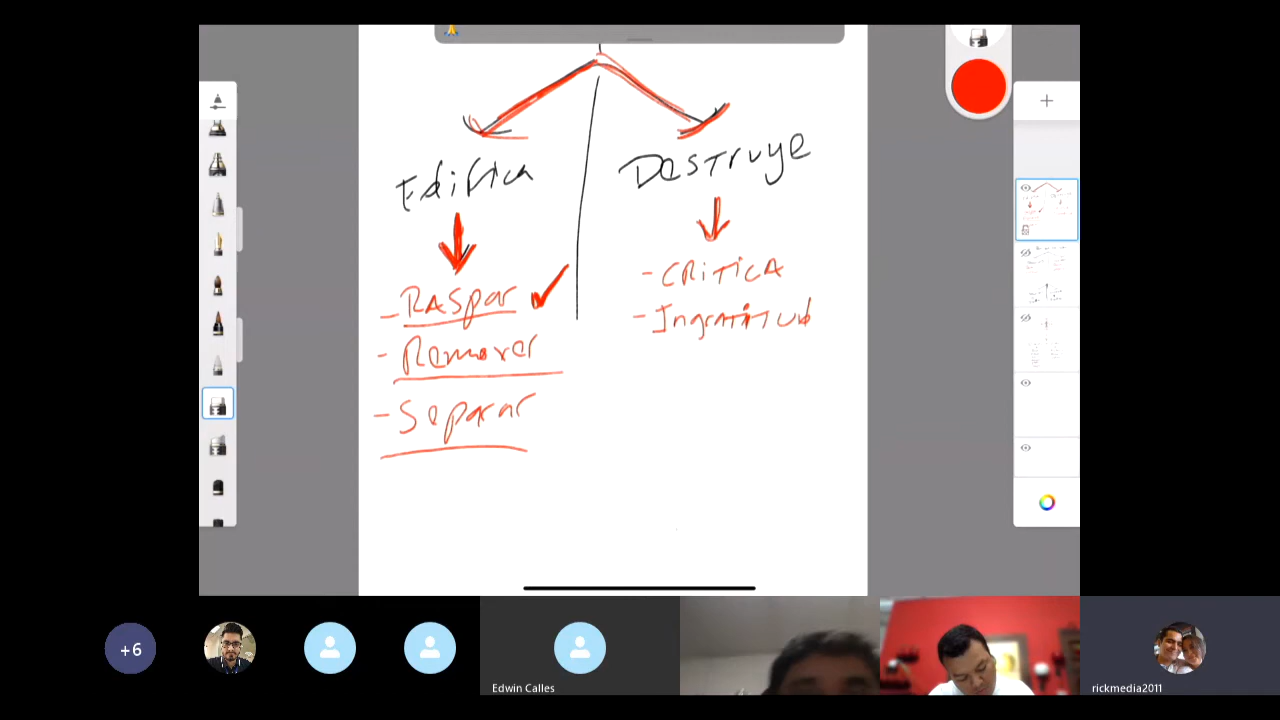 Edifica
Destruye
- RASpar ✓
- Remover
- Separar
- CRITICA
- IngratiTud
+6
Edwin Calles
rickmedia2011